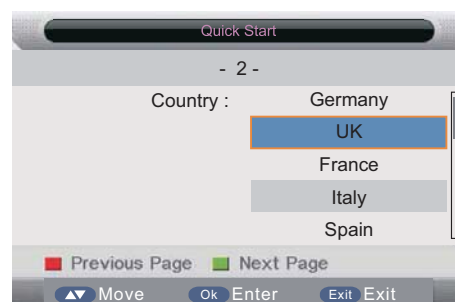 Quick Start
- 2 -
Country : Germany
UK
France
Italy
Spain
Previous Page Next Page
Move Ok Enter Exit Exit